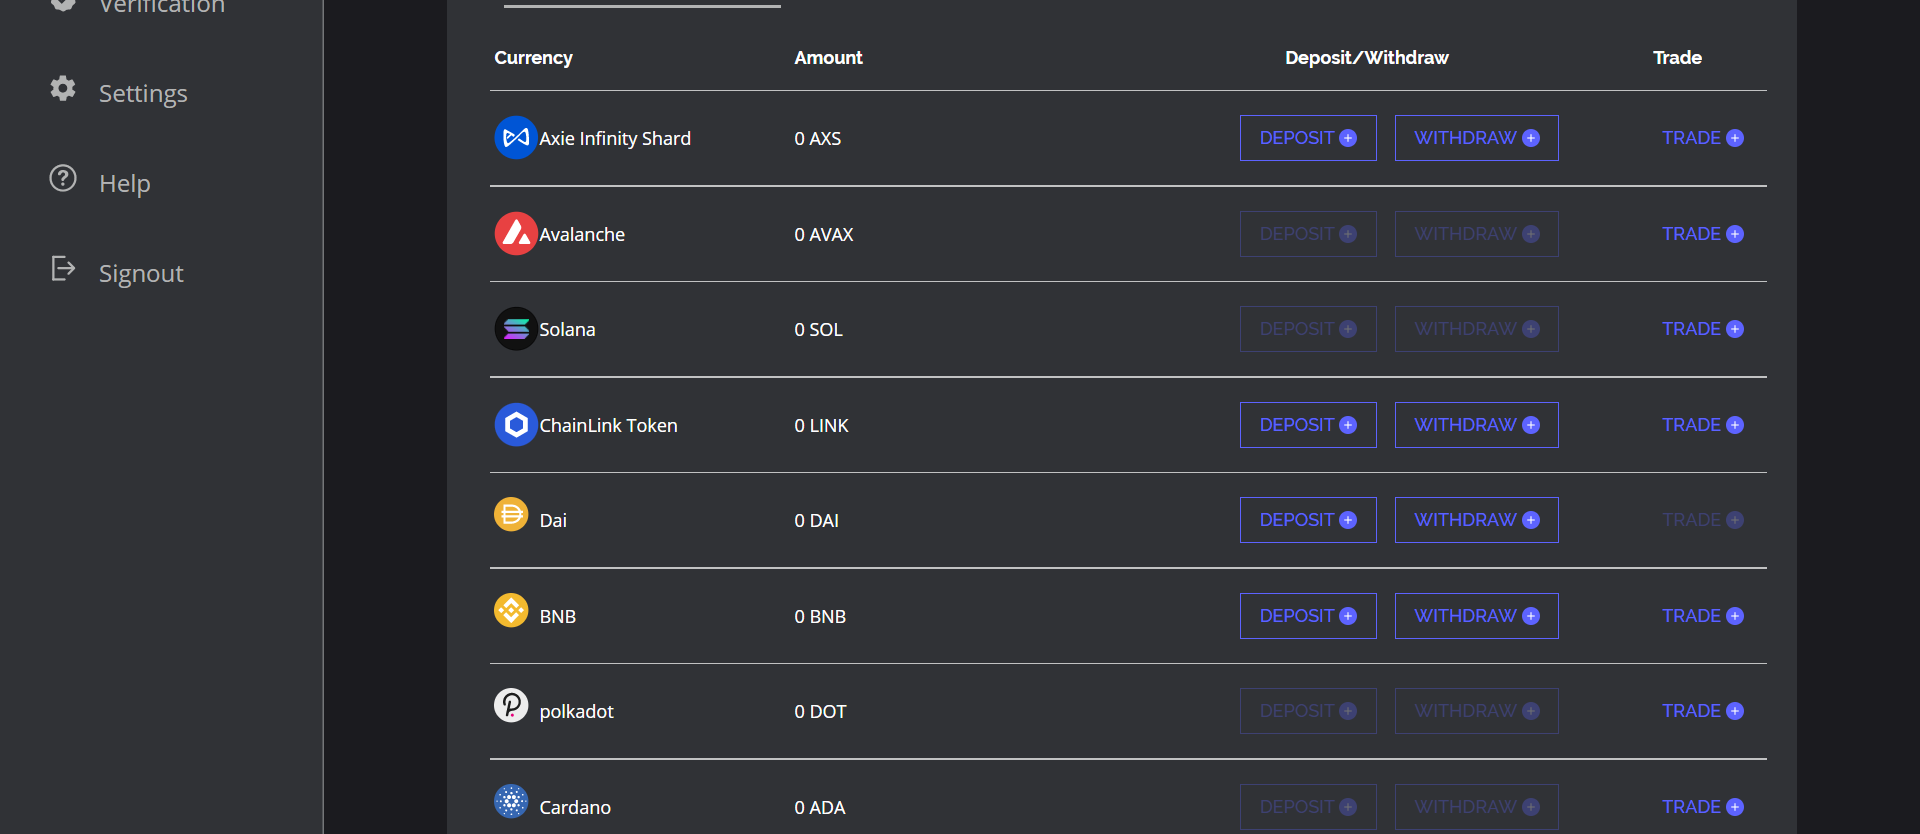 Verification
Settings
Help
Signout
Currency Amount Deposit/Withdraw Trade
Axie Infinity Shard 0 AXS DEPOSIT WITHDRAW TRADE
Avalanche 0 AVAX DEPOSIT WITHDRAW TRADE
Solana 0 SOL DEPOSIT WITHDRAW TRADE
ChainLink Token 0 LINK DEPOSIT WITHDRAW TRADE
Dai 0 DAI DEPOSIT WITHDRAW TRADE
BNB 0 BNB DEPOSIT WITHDRAW TRADE
polkadot 0 DOT DEPOSIT WITHDRAW TRADE
Cardano 0 ADA DEPOSIT WITHDRAW TRADE